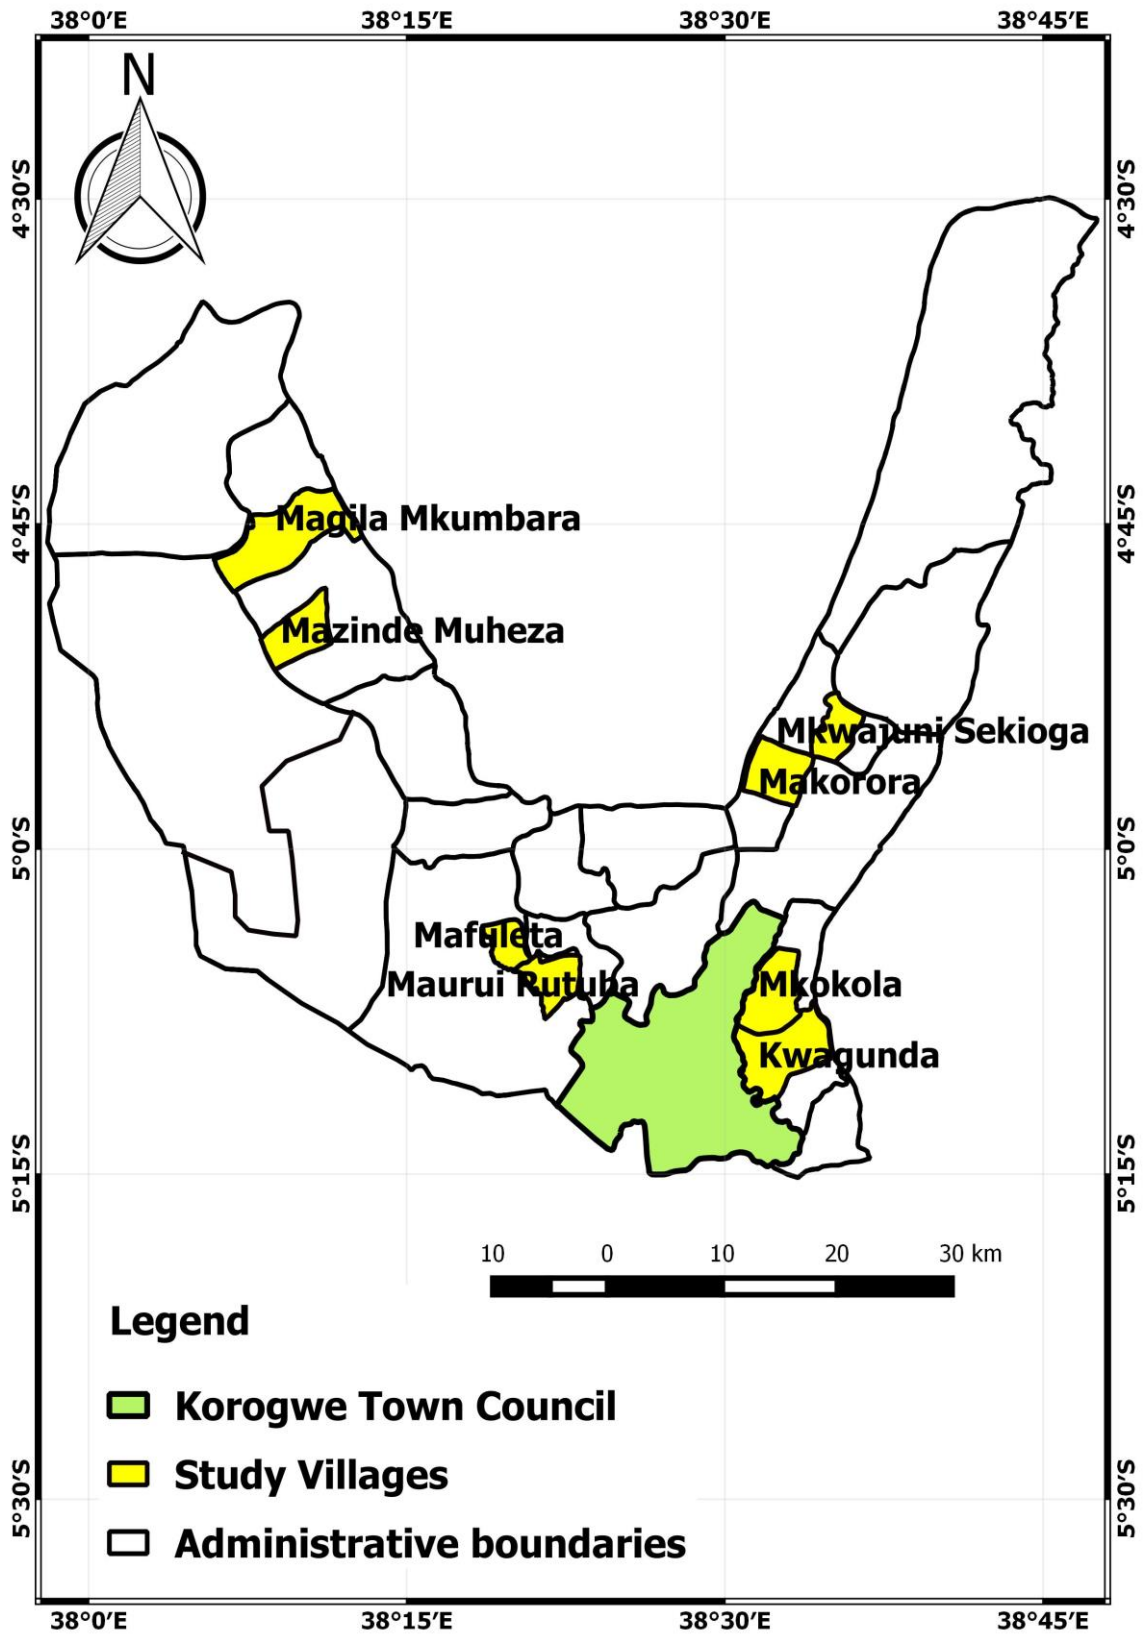 38°0′E 38°15′E 38°30′E 38°45′E
N
4°30′S 4°30′S
Magila Mkumbara
4°45′S 4°45′S
Mazinde Muheza
Mkwajuni Sekioga
Makorora
5°0′S 5°0′S
Mafuleta
Maurui Rutuba
Mkokola
Kwagunda
5°15′S 5°15′S
10 0 10 20 30 km
Legend
Korogwe Town Council
Study Villages
5°30′S 5°30′S
Administrative boundaries
38°0′E 38°15′E 38°30′E 38°45′E